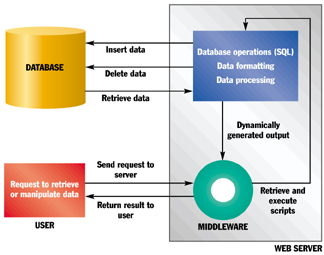 Insert data
DATABASE
Delete data
Retrieve data
Database operations (SQL)
Data formatting
Data processing
Dynamically
generated output
Send request to
server
Request to retrieve
or manipulate data
Return result to
user
USER
MIDDLEWARE
Retrieve and
execute
scripts
WEB SERVER